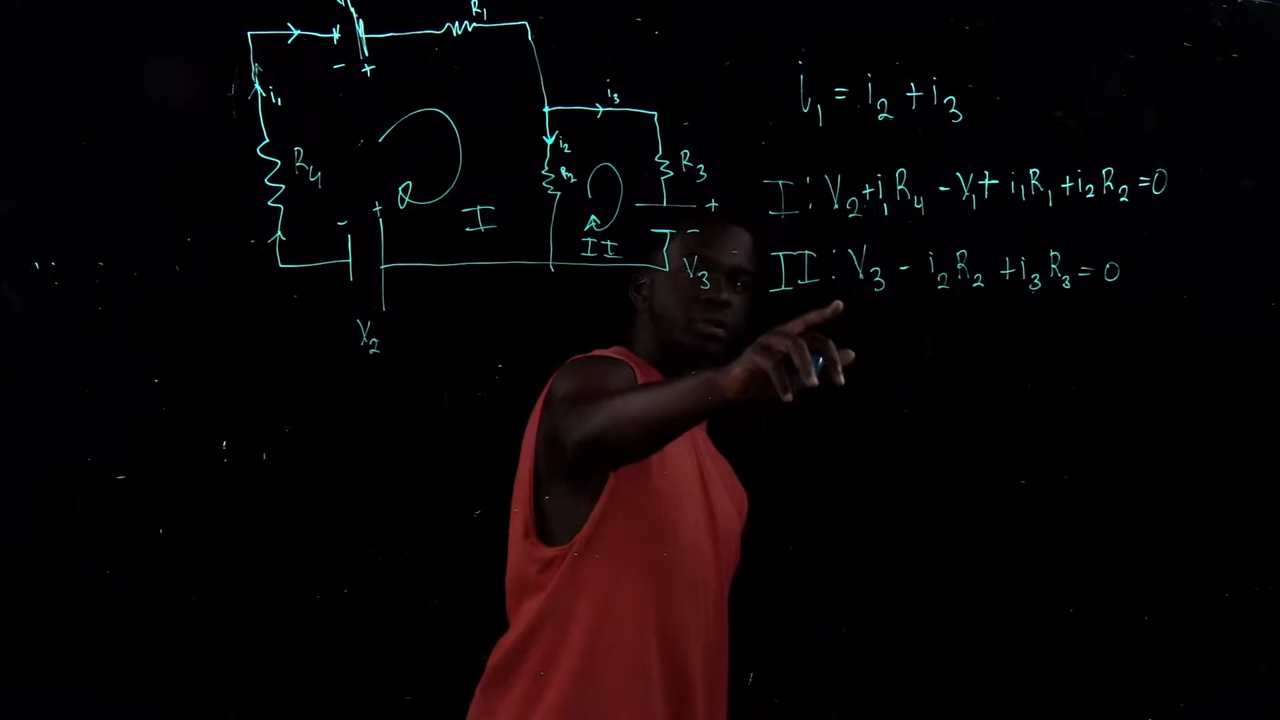 R₁
- +
i₁
i₃
i₂
R₄
R₂
R₃
- +
I
II
+
-
V₃
V₂
i₁ = i₂ + i₃
I: V₂ + i₁R₄ - V₁ + i₁R₁ + i₂R₂ = 0
II: V₃ - i₂R₂ + i₃R₃ = 0